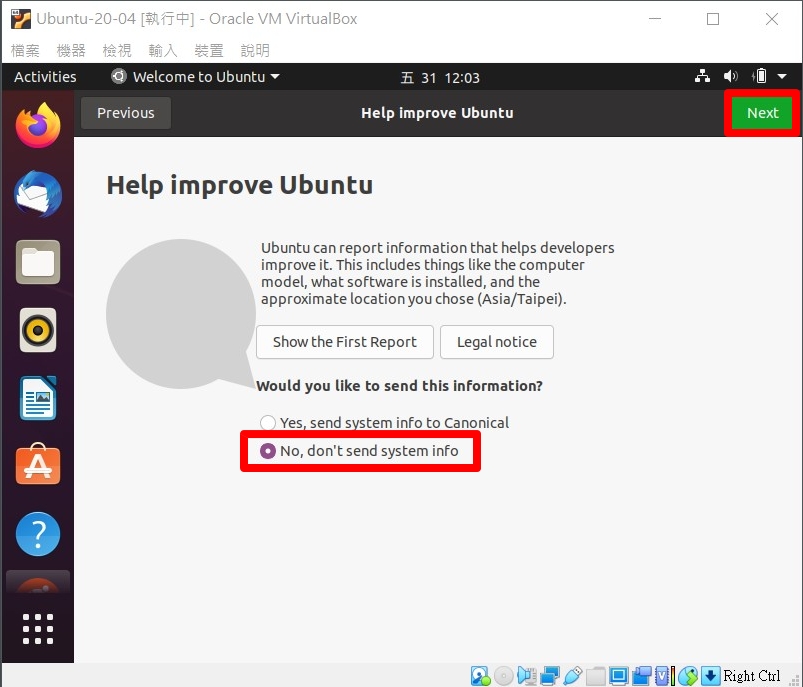 Ubuntu-20-04 [執行中] - Oracle VM VirtualBox
檔案 機器 檢視 輸入 裝置 說明
Activities Welcome to Ubuntu 五 31 12:03
Previous Help improve Ubuntu Next
Help improve Ubuntu
Ubuntu can report information that helps developers
improve it. This includes things like the computer
model, what software is installed, and the
approximate location you chose (Asia/Taipei).
Show the First Report Legal notice
Would you like to send this information?
Yes, send system info to Canonical
No, don't send system info
Right Ctrl